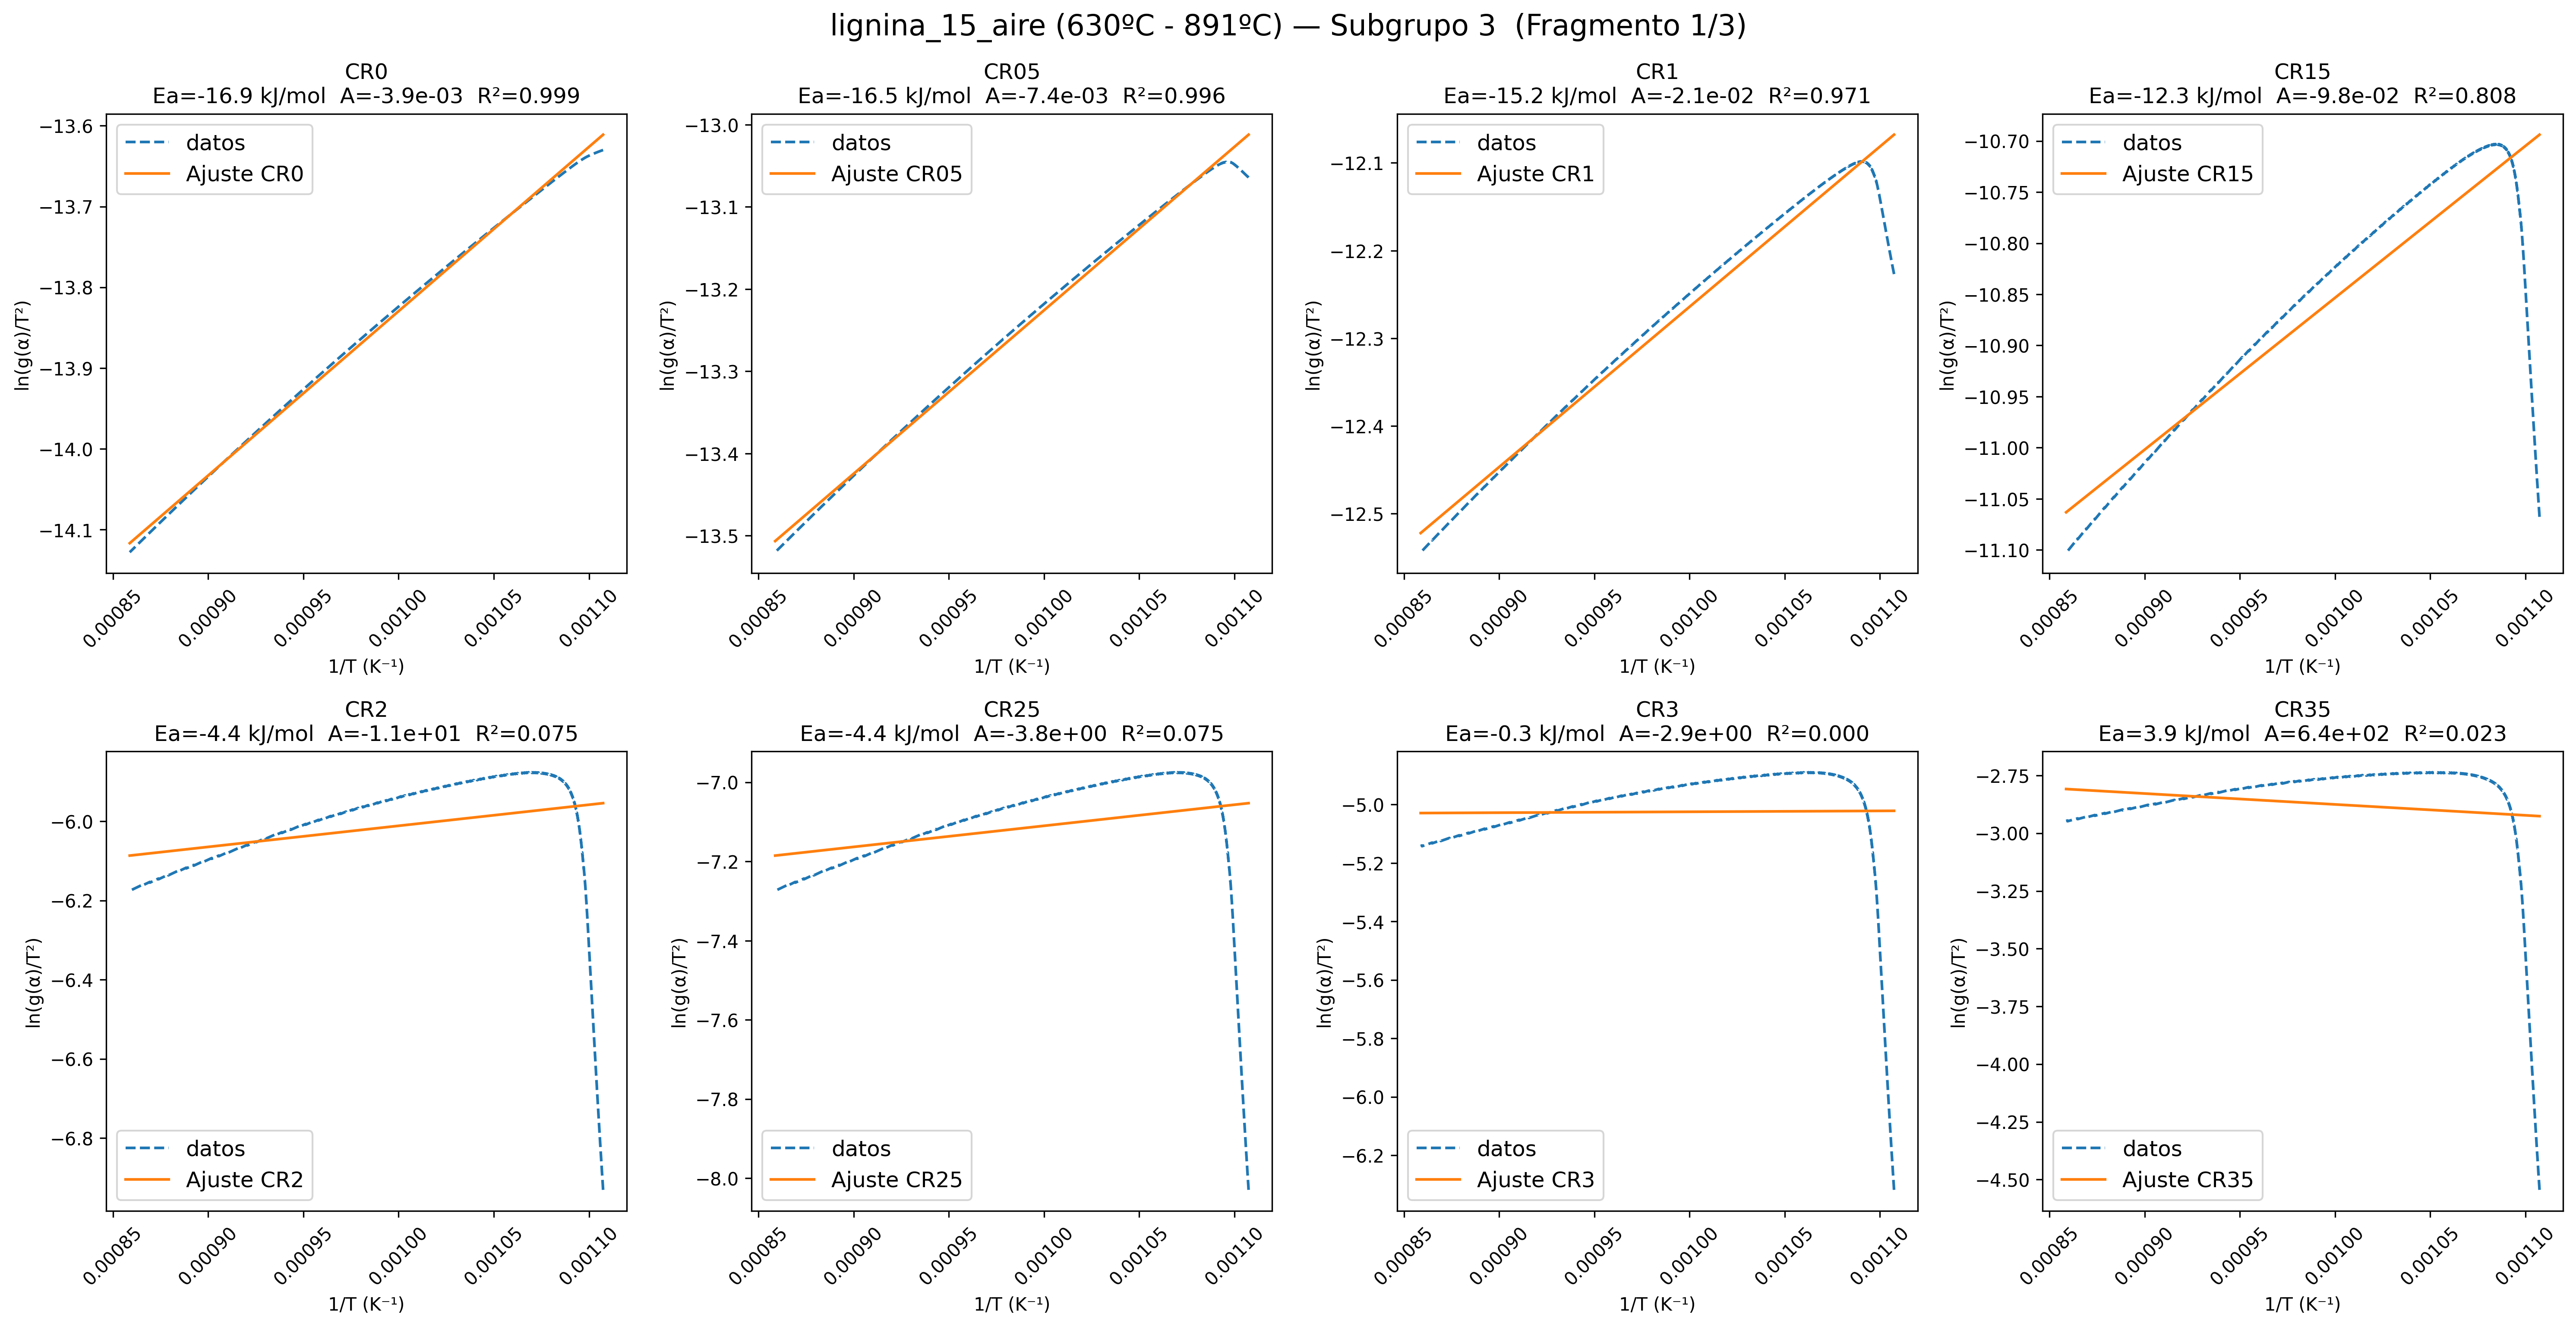 lignina_15_aire (630ºC - 891ºC) — Subgrupo 3  (Fragmento 1/3)
CR0
Ea=-16.9 kJ/mol  A=-3.9e-03  R²=0.999
−13.6
−13.7
−13.8
−13.9
−14.0
−14.1
ln(g(α)/T²)
datos
Ajuste CR0
0.00085
0.00090
0.00095
0.00100
0.00105
0.00110
1/T (K⁻¹)
CR05
Ea=-16.5 kJ/mol  A=-7.4e-03  R²=0.996
−13.0
−13.1
−13.2
−13.3
−13.4
−13.5
ln(g(α)/T²)
datos
Ajuste CR05
0.00085
0.00090
0.00095
0.00100
0.00105
0.00110
1/T (K⁻¹)
CR1
Ea=-15.2 kJ/mol  A=-2.1e-02  R²=0.971
−12.1
−12.2
−12.3
−12.4
−12.5
ln(g(α)/T²)
datos
Ajuste CR1
0.00085
0.00090
0.00095
0.00100
0.00105
0.00110
1/T (K⁻¹)
CR15
Ea=-12.3 kJ/mol  A=-9.8e-02  R²=0.808
−10.70
−10.75
−10.80
−10.85
−10.90
−10.95
−11.00
−11.05
−11.10
ln(g(α)/T²)
datos
Ajuste CR15
0.00085
0.00090
0.00095
0.00100
0.00105
0.00110
1/T (K⁻¹)
CR2
Ea=-4.4 kJ/mol  A=-1.1e+01  R²=0.075
−6.0
−6.2
−6.4
−6.6
−6.8
ln(g(α)/T²)
datos
Ajuste CR2
0.00085
0.00090
0.00095
0.00100
0.00105
0.00110
1/T (K⁻¹)
CR25
Ea=-4.4 kJ/mol  A=-3.8e+00  R²=0.075
−7.0
−7.2
−7.4
−7.6
−7.8
−8.0
ln(g(α)/T²)
datos
Ajuste CR25
0.00085
0.00090
0.00095
0.00100
0.00105
0.00110
1/T (K⁻¹)
CR3
Ea=-0.3 kJ/mol  A=-2.9e+00  R²=0.000
−5.0
−5.2
−5.4
−5.6
−5.8
−6.0
−6.2
ln(g(α)/T²)
datos
Ajuste CR3
0.00085
0.00090
0.00095
0.00100
0.00105
0.00110
1/T (K⁻¹)
CR35
Ea=3.9 kJ/mol  A=6.4e+02  R²=0.023
−2.75
−3.00
−3.25
−3.50
−3.75
−4.00
−4.25
−4.50
ln(g(α)/T²)
datos
Ajuste CR35
0.00085
0.00090
0.00095
0.00100
0.00105
0.00110
1/T (K⁻¹)